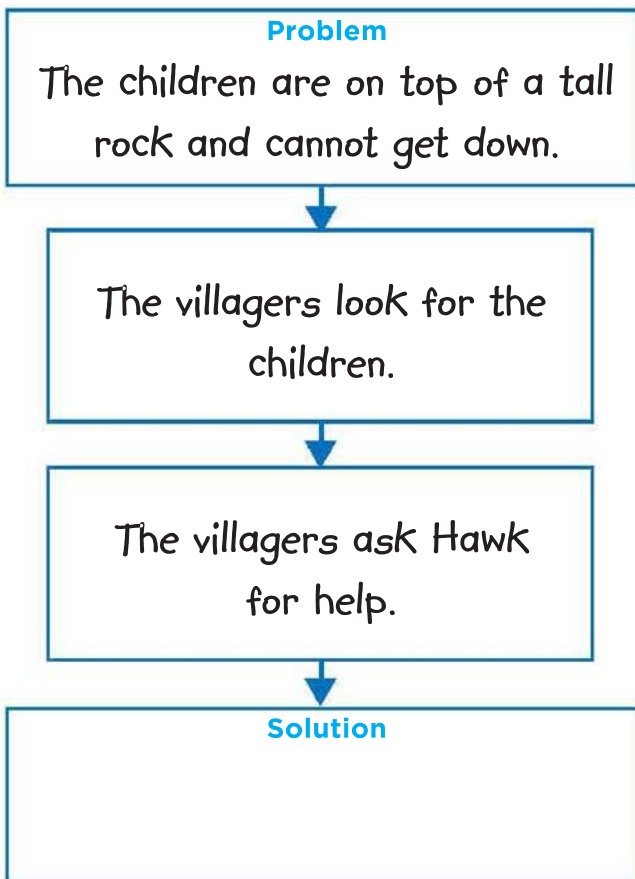 Problem
The children are on top of a tall
rock and cannot get down.
The villagers look for the
children.
The villagers ask Hawk
for help.
Solution